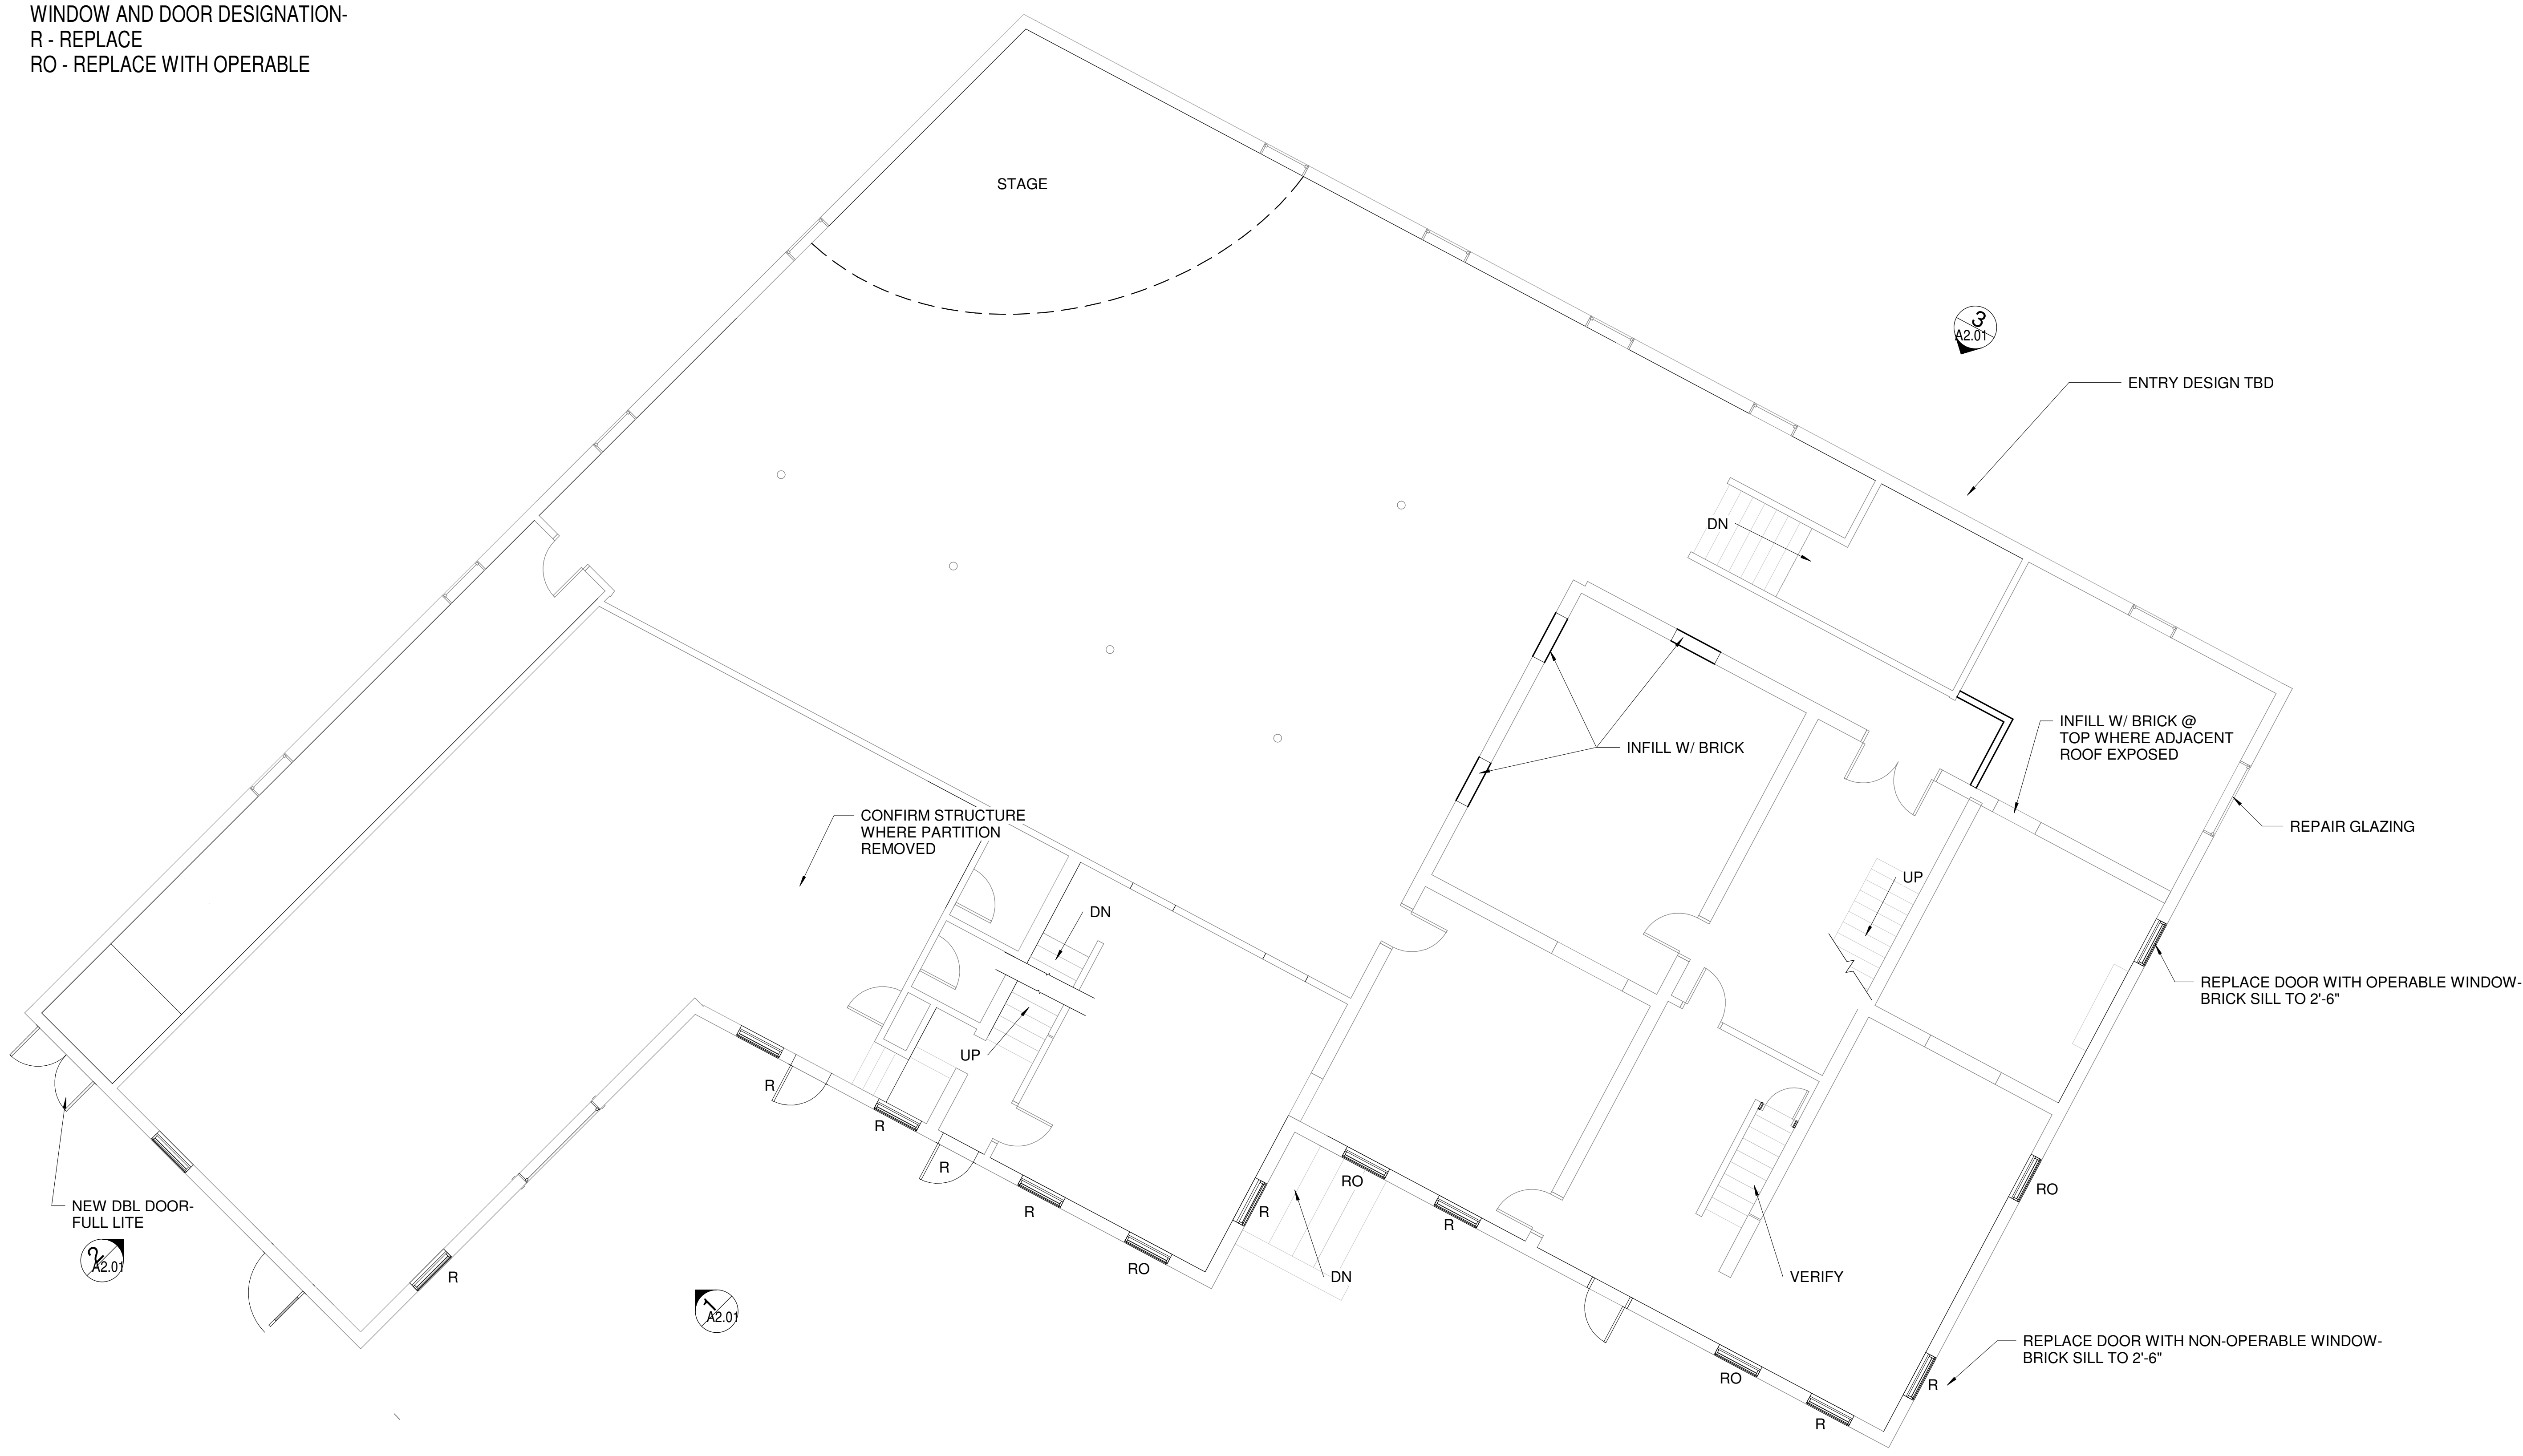 WINDOW AND DOOR DESIGNATION-
R - REPLACE
RO - REPLACE WITH OPERABLE
STAGE
3
A2.01
ENTRY DESIGN TBD
DN
INFILL W/ BRICK @
TOP WHERE ADJACENT
ROOF EXPOSED
INFILL W/ BRICK
CONFIRM STRUCTURE
WHERE PARTITION
REMOVED
REPAIR GLAZING
UP
DN
REPLACE DOOR WITH OPERABLE WINDOW-
BRICK SILL TO 2'-6"
UP
R
R
R
RO
RO
NEW DBL DOOR-
FULL LITE
R
R
R
2
A2.01
RO
DN
VERIFY
R
1
A2.01
REPLACE DOOR WITH NON-OPERABLE WINDOW-
BRICK SILL TO 2'-6"
RO
R
R